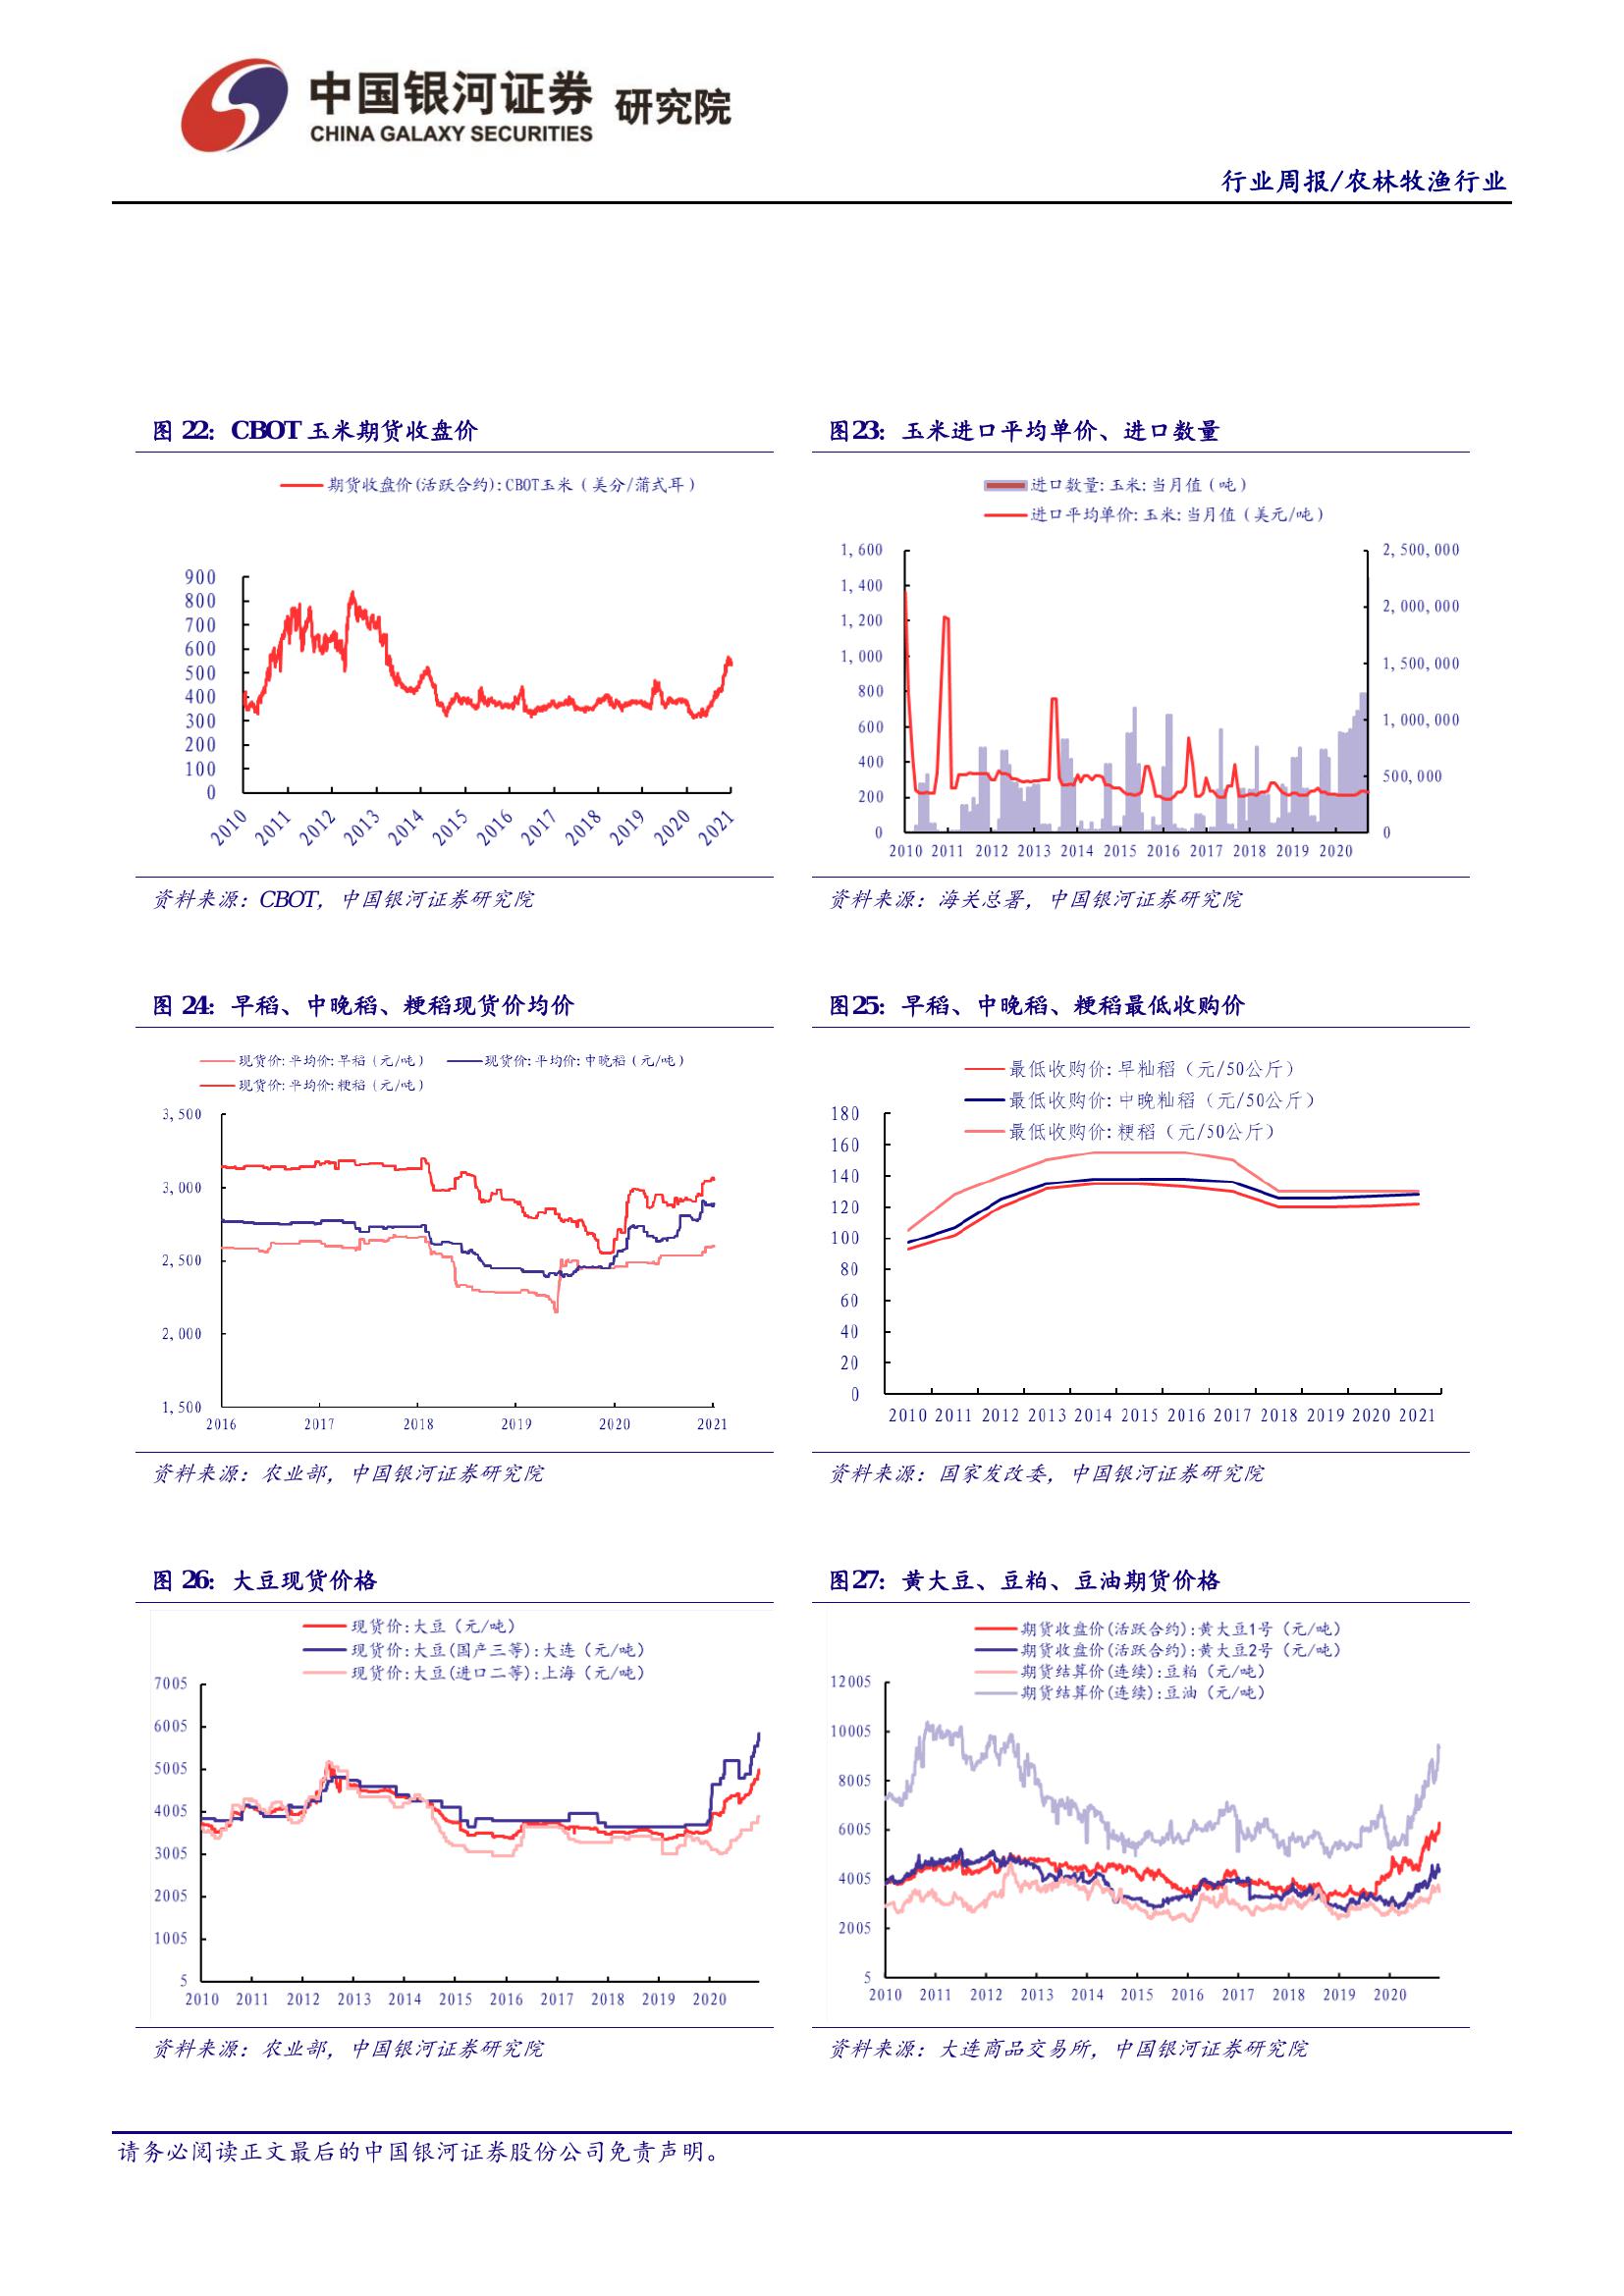 中国银河证券 研究院
CHINA GALAXY SECURITIES
行业周报/农林牧渔行业
图 22: CBOT 玉米期货收盘价
期货收盘价(活跃合约):CBOT玉米（美分/蒲式耳）
900
800
700
600
500
400
300
200
100
0
2010 2011 2012 2013 2014 2015 2016 2017 2018 2019 2020 2021
资料来源：CBOT，中国银河证券研究院
图23: 玉米进口平均单价、进口数量
进口数量:玉米:当月值（吨）
进口平均单价:玉米:当月值（美元/吨）
1,600
1,400
1,200
1,000
800
600
400
200
0
2,500,000
2,000,000
1,500,000
1,000,000
500,000
0
2010 2011 2012 2013 2014 2015 2016 2017 2018 2019 2020
资料来源：海关总署，中国银河证券研究院
图 24: 早稻、中晚稻、粳稻现货价均价
现货价:平均价:早稻（元/吨） 现货价:平均价:中晚稻（元/吨）
现货价:平均价:粳稻（元/吨）
3,500
3,000
2,500
2,000
1,500
2016 2017 2018 2019 2020 2021
资料来源：农业部，中国银河证券研究院
图25: 早稻、中晚稻、粳稻最低收购价
最低收购价:早籼稻（元/50公斤）
最低收购价:中晚籼稻（元/50公斤）
最低收购价:粳稻（元/50公斤）
180
160
140
120
100
80
60
40
20
0
2010 2011 2012 2013 2014 2015 2016 2017 2018 2019 2020 2021
资料来源：国家发改委，中国银河证券研究院
图 26: 大豆现货价格
现货价:大豆（元/吨）
现货价:大豆(国产三等):大连（元/吨）
现货价:大豆(进口二等):上海（元/吨）
7005
6005
5005
4005
3005
2005
1005
5
2010 2011 2012 2013 2014 2015 2016 2017 2018 2019 2020
资料来源：农业部，中国银河证券研究院
图27: 黄大豆、豆粕、豆油期货价格
期货收盘价(活跃合约):黄大豆1号（元/吨）
期货收盘价(活跃合约):黄大豆2号（元/吨）
期货结算价(连续):豆粕（元/吨）
期货结算价(连续):豆油（元/吨）
12005
10005
8005
6005
4005
2005
5
2010 2011 2012 2013 2014 2015 2016 2017 2018 2019 2020
资料来源：大连商品交易所，中国银河证券研究院
请务必阅读正文最后的中国银河证券股份公司免责声明。